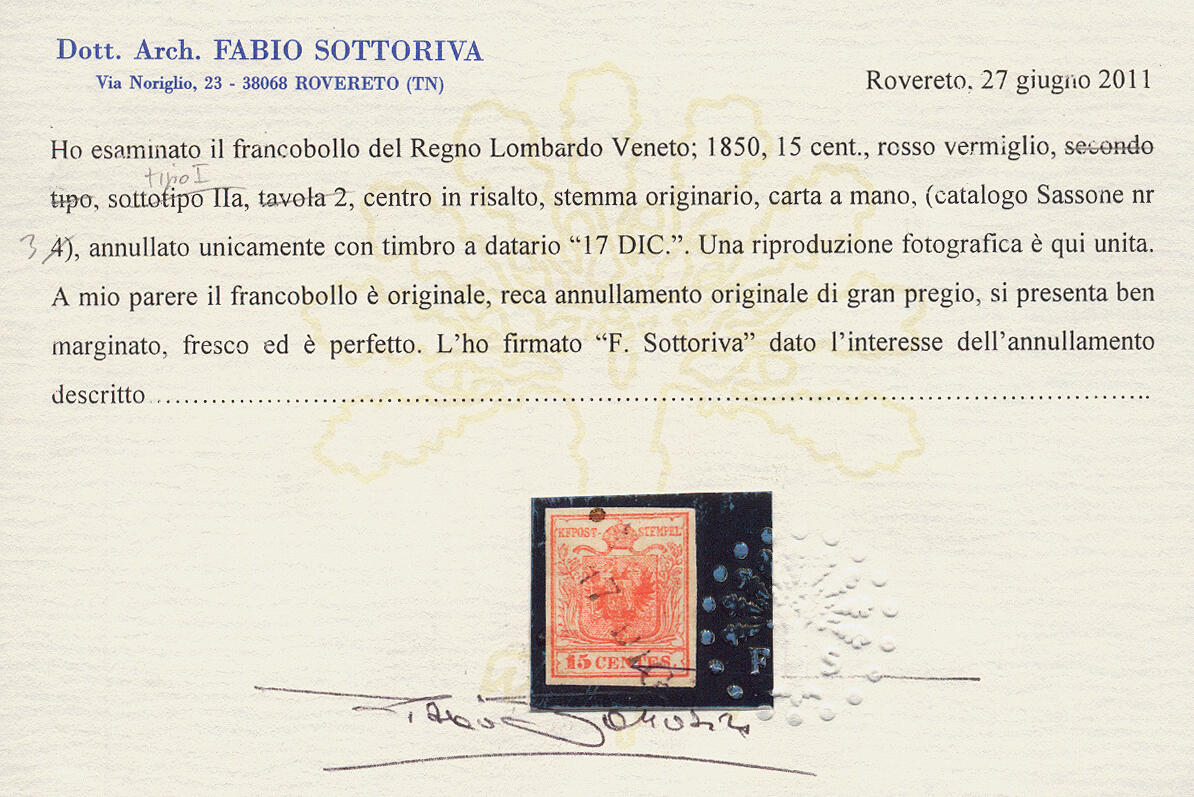 Dott. Arch. FABIO SOTTORIVA
Via Noriglio, 23 - 38068 ROVERETO (TN)
Rovereto, 27 giugno 2011
Ho esaminato il francobollo del Regno Lombardo Veneto; 1850, 15 cent., rosso vermiglio, secondo
tipo I
tipo, sottotipo IIa, tavola 2, centro in risalto, stemma originario, carta a mano, (catalogo Sassone nr
3 4), annullato unicamente con timbro a datario “17 DIC.”. Una riproduzione fotografica è qui unita.
A mio parere il francobollo è originale, reca annullamento originale di gran pregio, si presenta ben
marginato, fresco ed è perfetto. L’ho firmato “F. Sottoriva” dato l’interesse dell’annullamento
descritto
KKPOST-STEMPEL
17
15 CENTES.
F